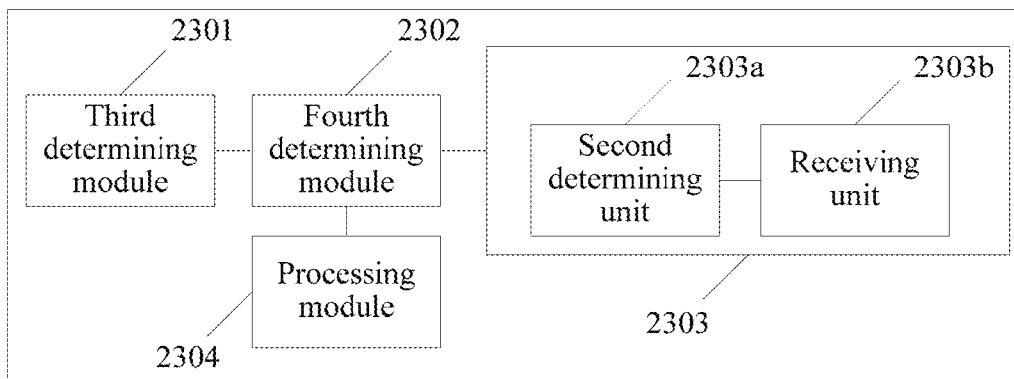 2301
2302
2303a
2303b
Third
determining
module
Fourth
determining
module
Second
determining
unit
Receiving
unit
Processing
module
2303
2304